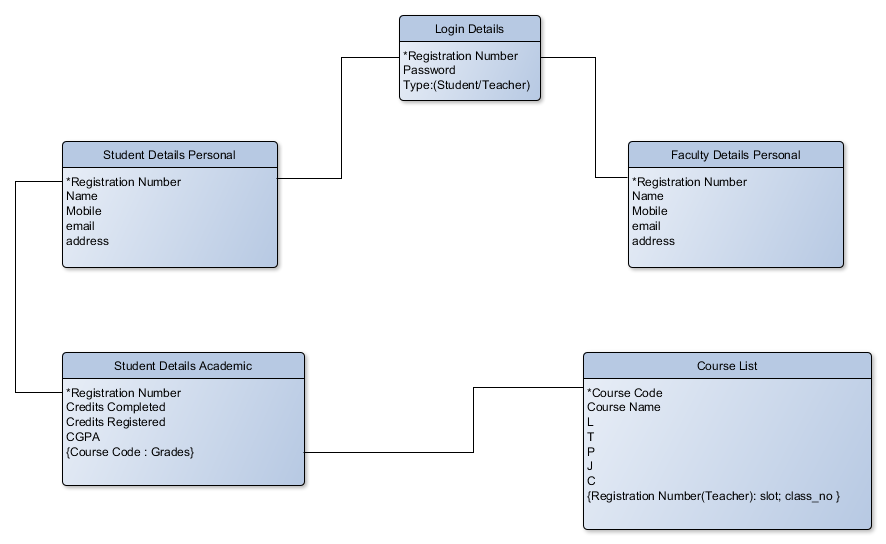 Login Details
*Registration Number
Password
Type:(Student/Teacher)
Student Details Personal
*Registration Number
Name
Mobile
email
address
Faculty Details Personal
*Registration Number
Name
Mobile
email
address
Student Details Academic
*Registration Number
Credits Completed
Credits Registered
CGPA
{Course Code : Grades}
Course List
*Course Code
Course Name
L
T
P
J
C
{Registration Number(Teacher): slot; class_no }